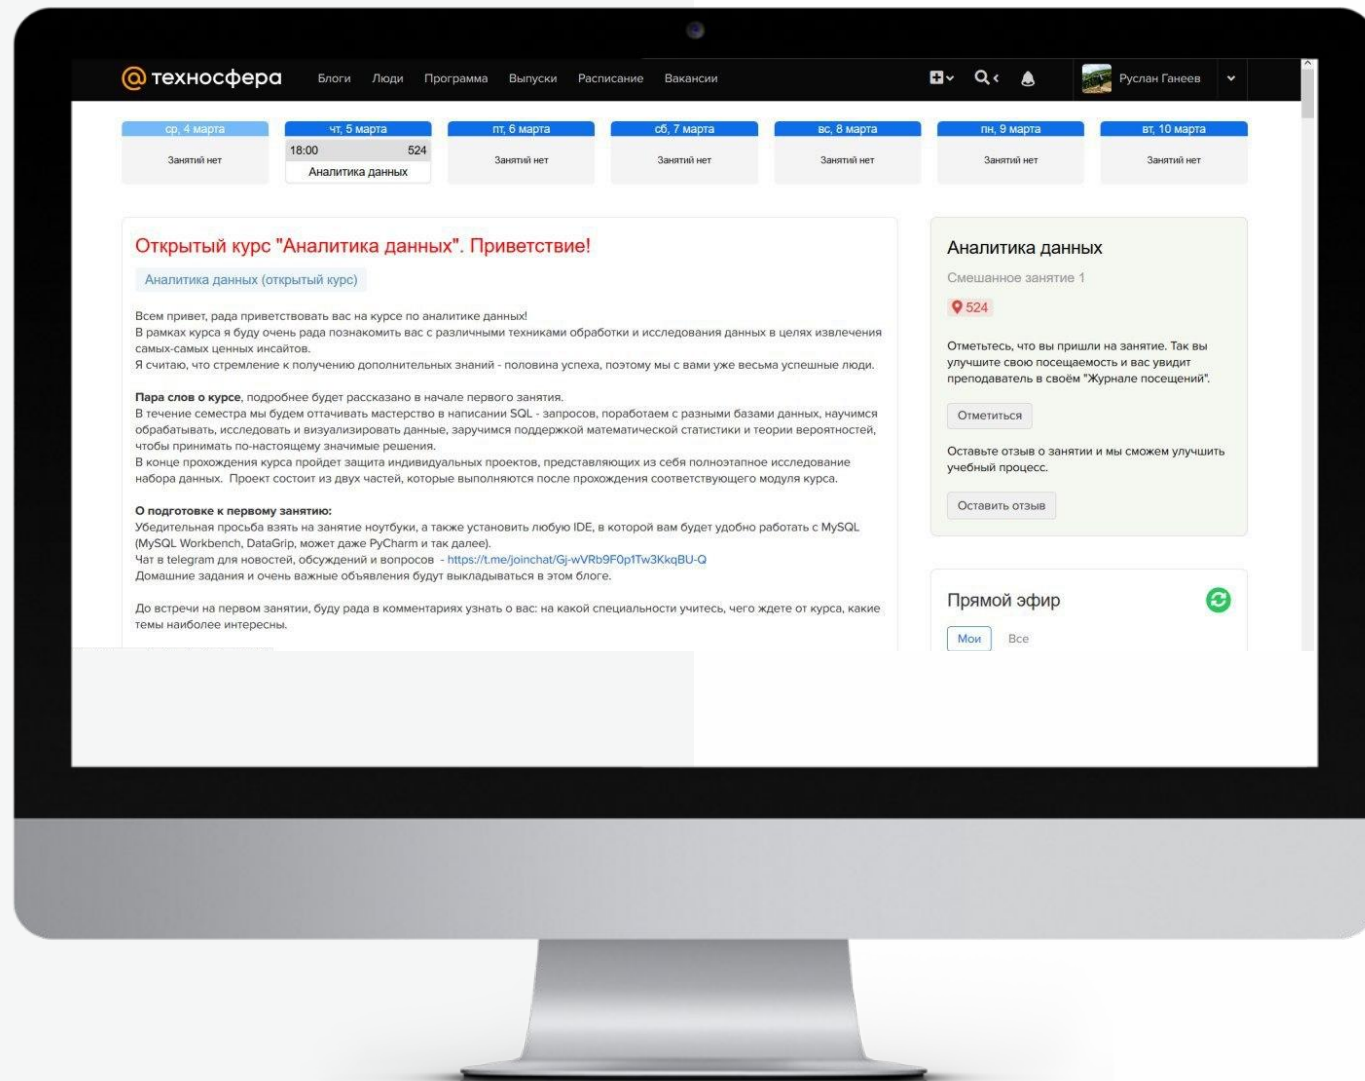 @ техносфера Блоги Люди Программа Выпуски Расписание Вакансии Руслан Ганеев
ср, 4 марта чт, 5 марта пт, 6 марта сб, 7 марта вс, 8 марта пн, 9 марта вт, 10 марта
18:00 524
Занятий нет Занятий нет Занятий нет Занятий нет Занятий нет Занятий нет
Аналитика данных
Открытый курс "Аналитика данных". Приветствие!
Аналитика данных (открытый курс)
Всем привет, рада приветствовать вас на курсе по аналитике данных!
В рамках курса я буду очень рада познакомить вас с различными техниками обработки и исследования данных в целях извлечения
самых-самых ценных инсайтов.
Я считаю, что стремление к получению дополнительных знаний - половина успеха, поэтому мы с вами уже весьма успешные люди.
Пара слов о курсе, подробнее будет рассказано в начале первого занятия.
В течение семестра мы будем оттачивать мастерство в написании SQL - запросов, поработаем с разными базами данных, научимся
обрабатывать, исследовать и визуализировать данные, заручимся поддержкой математической статистики и теории вероятностей,
чтобы принимать по-настоящему значимые решения.
В конце прохождения курса пройдет защита индивидуальных проектов, представляющих из себя полноэтапное исследование
набора данных. Проект состоит из двух частей, которые выполняются после прохождения соответствующего модуля курса.
О подготовке к первому занятию:
Убедительная просьба взять на занятие ноутбуки, а также установить любую IDE, в которой вам будет удобно работать с MySQL
(MySQL Workbench, DataGrip, может даже PyCharm и так далее).
Чат в telegram для новостей, обсуждений и вопросов - https://t.me/joinchat/Gj-wVRb9F0p1Tw3KkqBU-Q
Домашние задания и очень важные объявления будут выкладываться в этом блоге.
До встречи на первом занятии, буду рада в комментариях узнать о вас: на какой специальности учитесь, чего ждете от курса, какие
темы наиболее интересны.
Аналитика данных
Смешанное занятие 1
524
Отметьтесь, что вы пришли на занятие. Так вы
улучшите свою посещаемость и вас увидит
преподаватель в своём "Журнале посещений".
Отметиться
Оставьте отзыв о занятии и мы сможем улучшить
учебный процесс.
Оставить отзыв
Прямой эфир
Мои Все